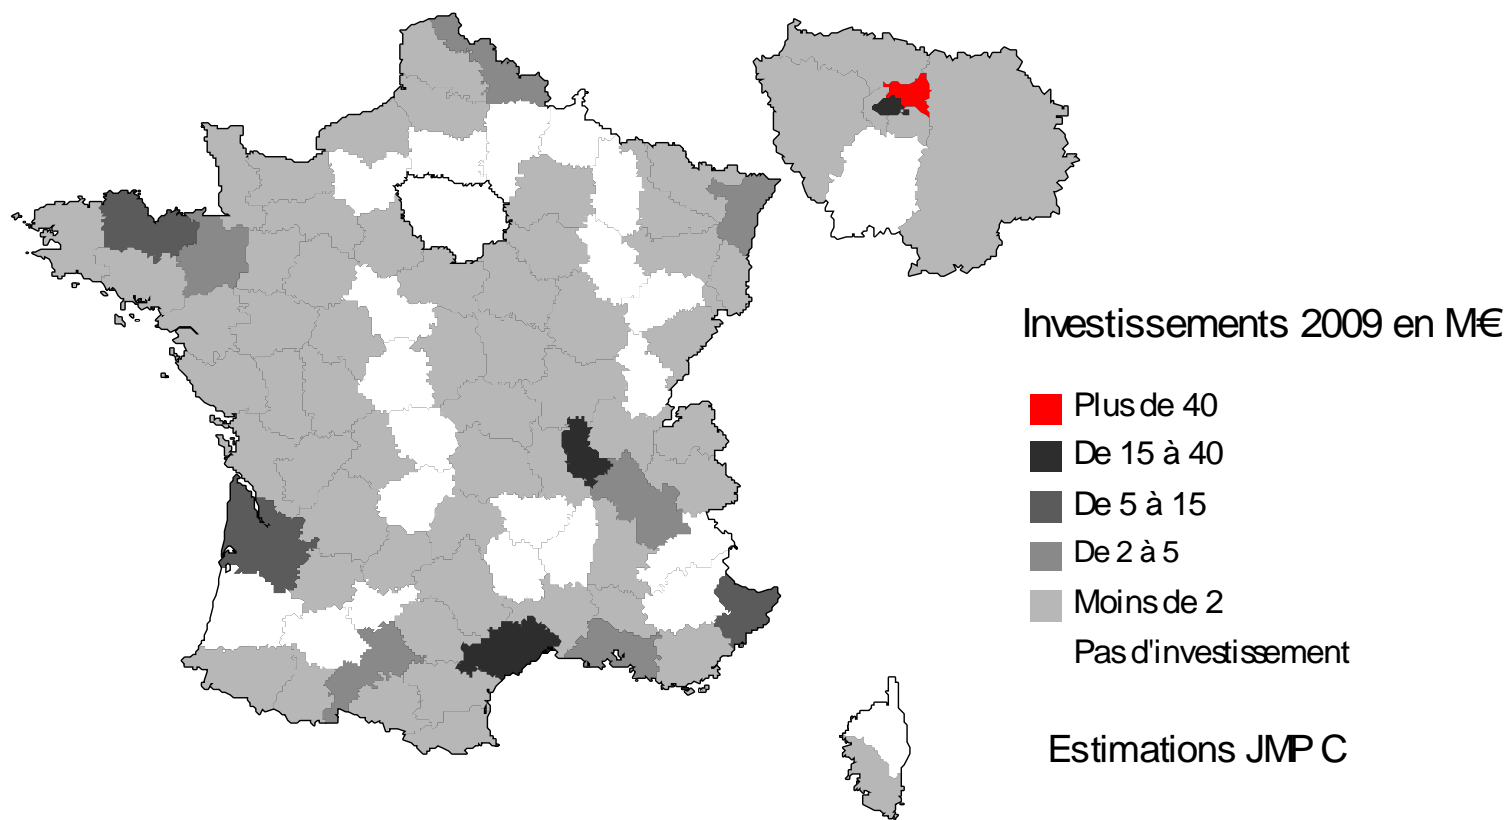 Investissements 2009 en M€
Plus de 40
De 15 à 40
De 5 à 15
De 2 à 5
Moins de 2
Pas d'investissement
Estimations JMP C